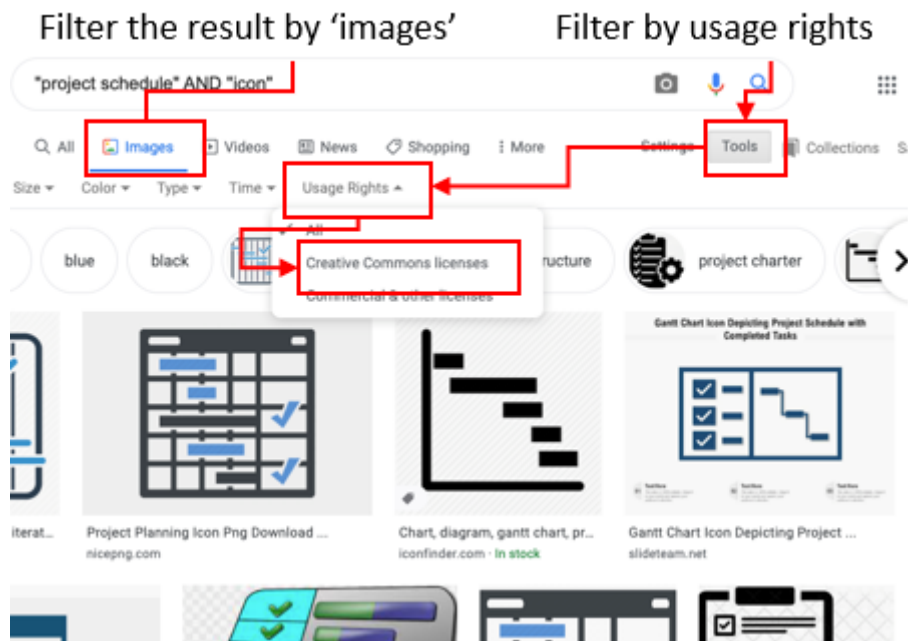 Filter the result by ‘images’ Filter by usage rights
"project schedule" AND "icon"
All Images Videos News Shopping More Settings Tools Collections S
Size Color Type Time Usage Rights
All
Creative Commons licenses
Commercial & other licenses
blue black ucture project charter
Gantt Chart Icon Depicting Project Schedule with
Completed Tasks
iterat... Project Planning Icon Png Download ... Chart, diagram, gantt chart, pr... Gantt Chart Icon Depicting Project ...
nicepng.com iconfinder.com · In stock slideteam.net